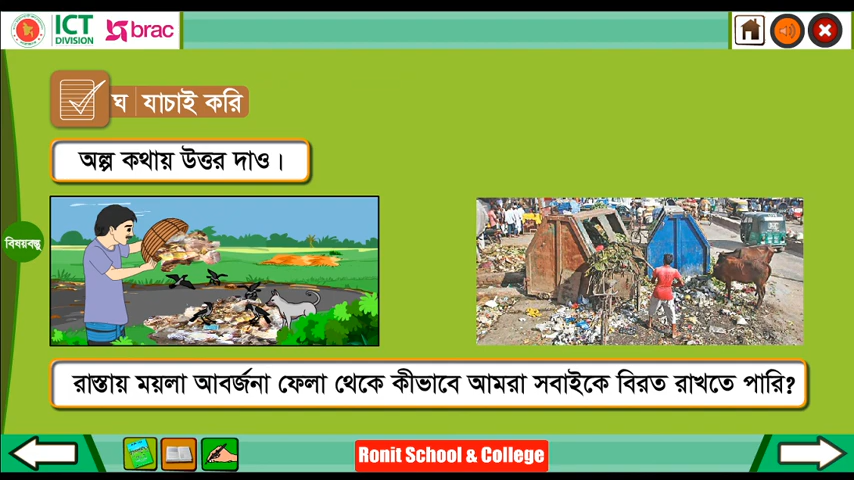 ICT
DIVISION
brac
ঘ যাচাই করি
অল্প কথায় উত্তর দাও।
বিষয়বস্তু
রাস্তায় ময়লা আবর্জনা ফেলা থেকে কীভাবে আমরা সবাইকে বিরত রাখতে পারি?
Ronit School & College